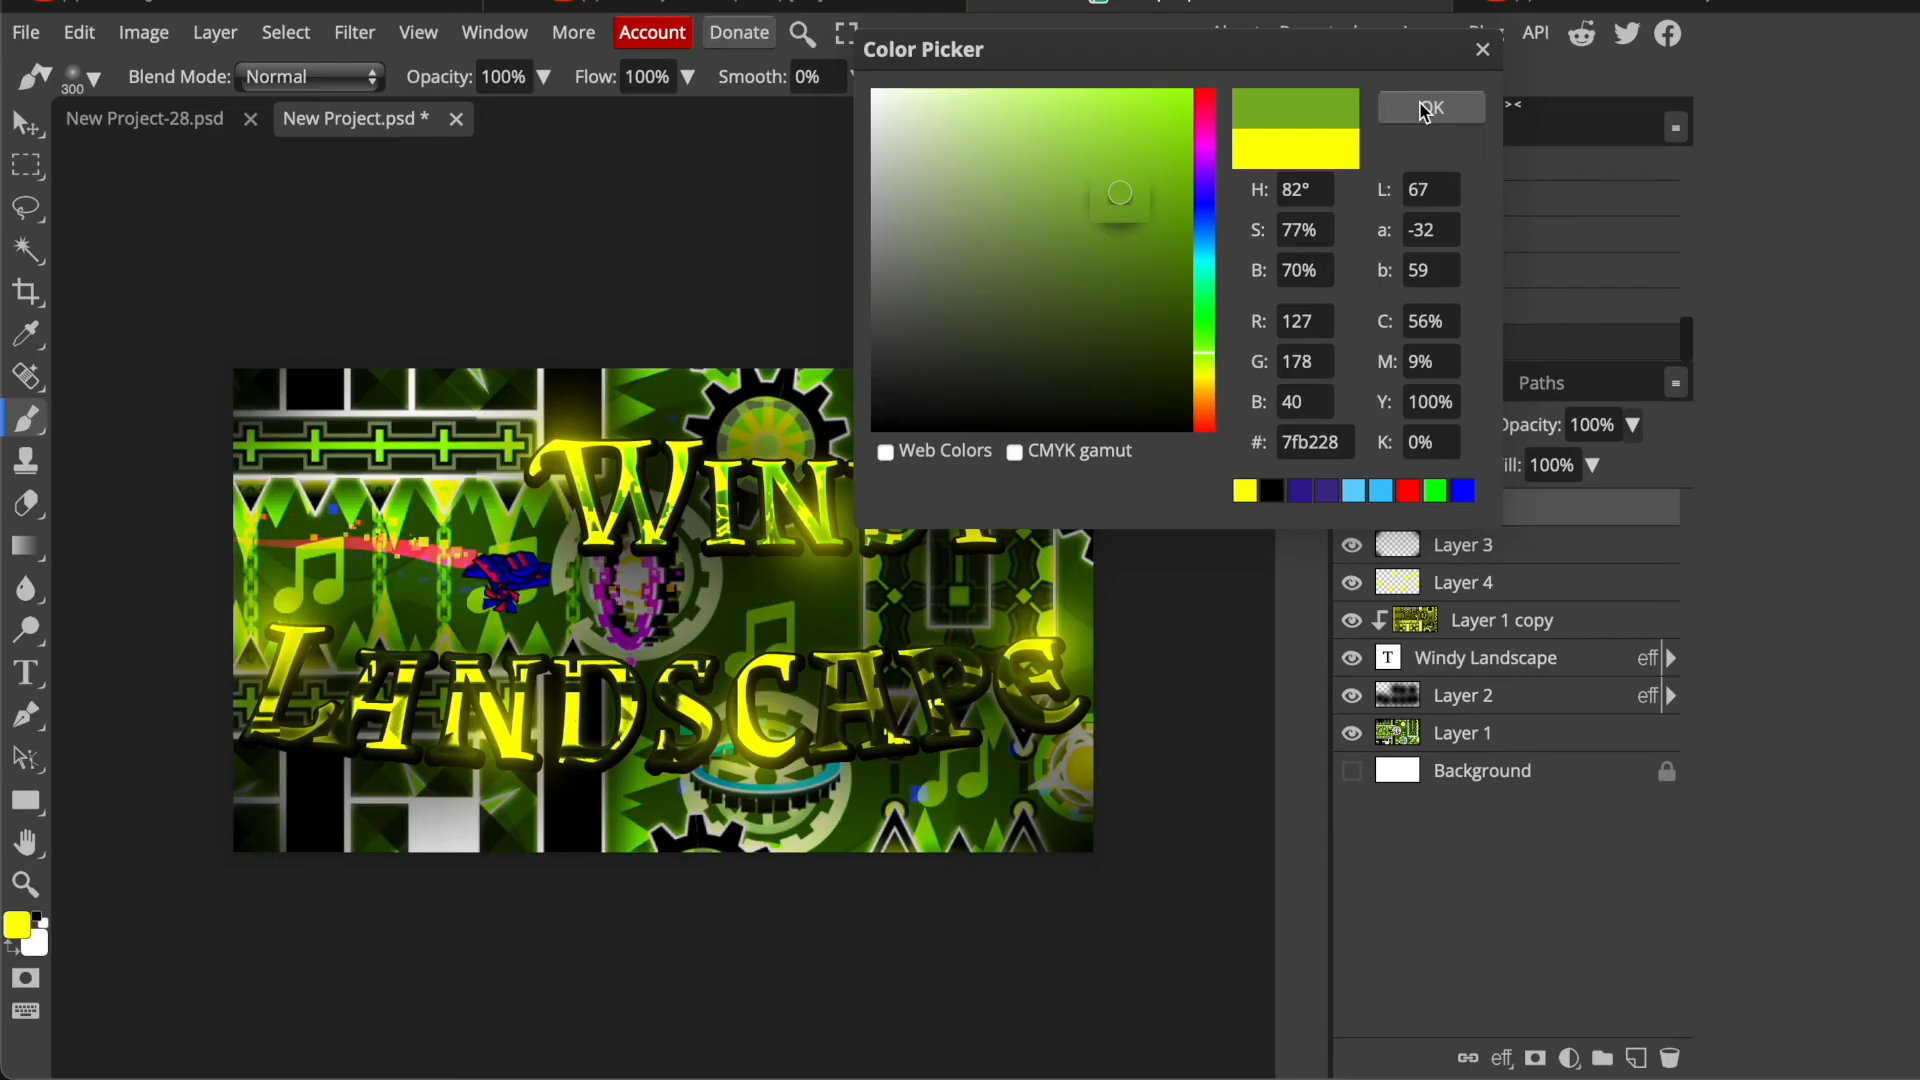 File Edit Image Layer Select Filter View Window More Account Donate API
Color Picker
OK
Blend Mode: Normal Opacity: 100% Flow: 100% Smooth: 0%
300
New Project-28.psd New Project.psd *
> <
H: 82° L: 67
S: 77% a: -32
B: 70% b: 59
R: 127 C: 56%
G: 178 M: 9%
B: 40 Y: 100%
#: 7fb228 K: 0%
Web Colors CMYK gamut
Paths
Opacity: 100%
ill: 100%
WINDY
LANDSCAPE
Layer 3
Layer 4
Layer 1 copy
T Windy Landscape eff
Layer 2 eff
Layer 1
Background
eff